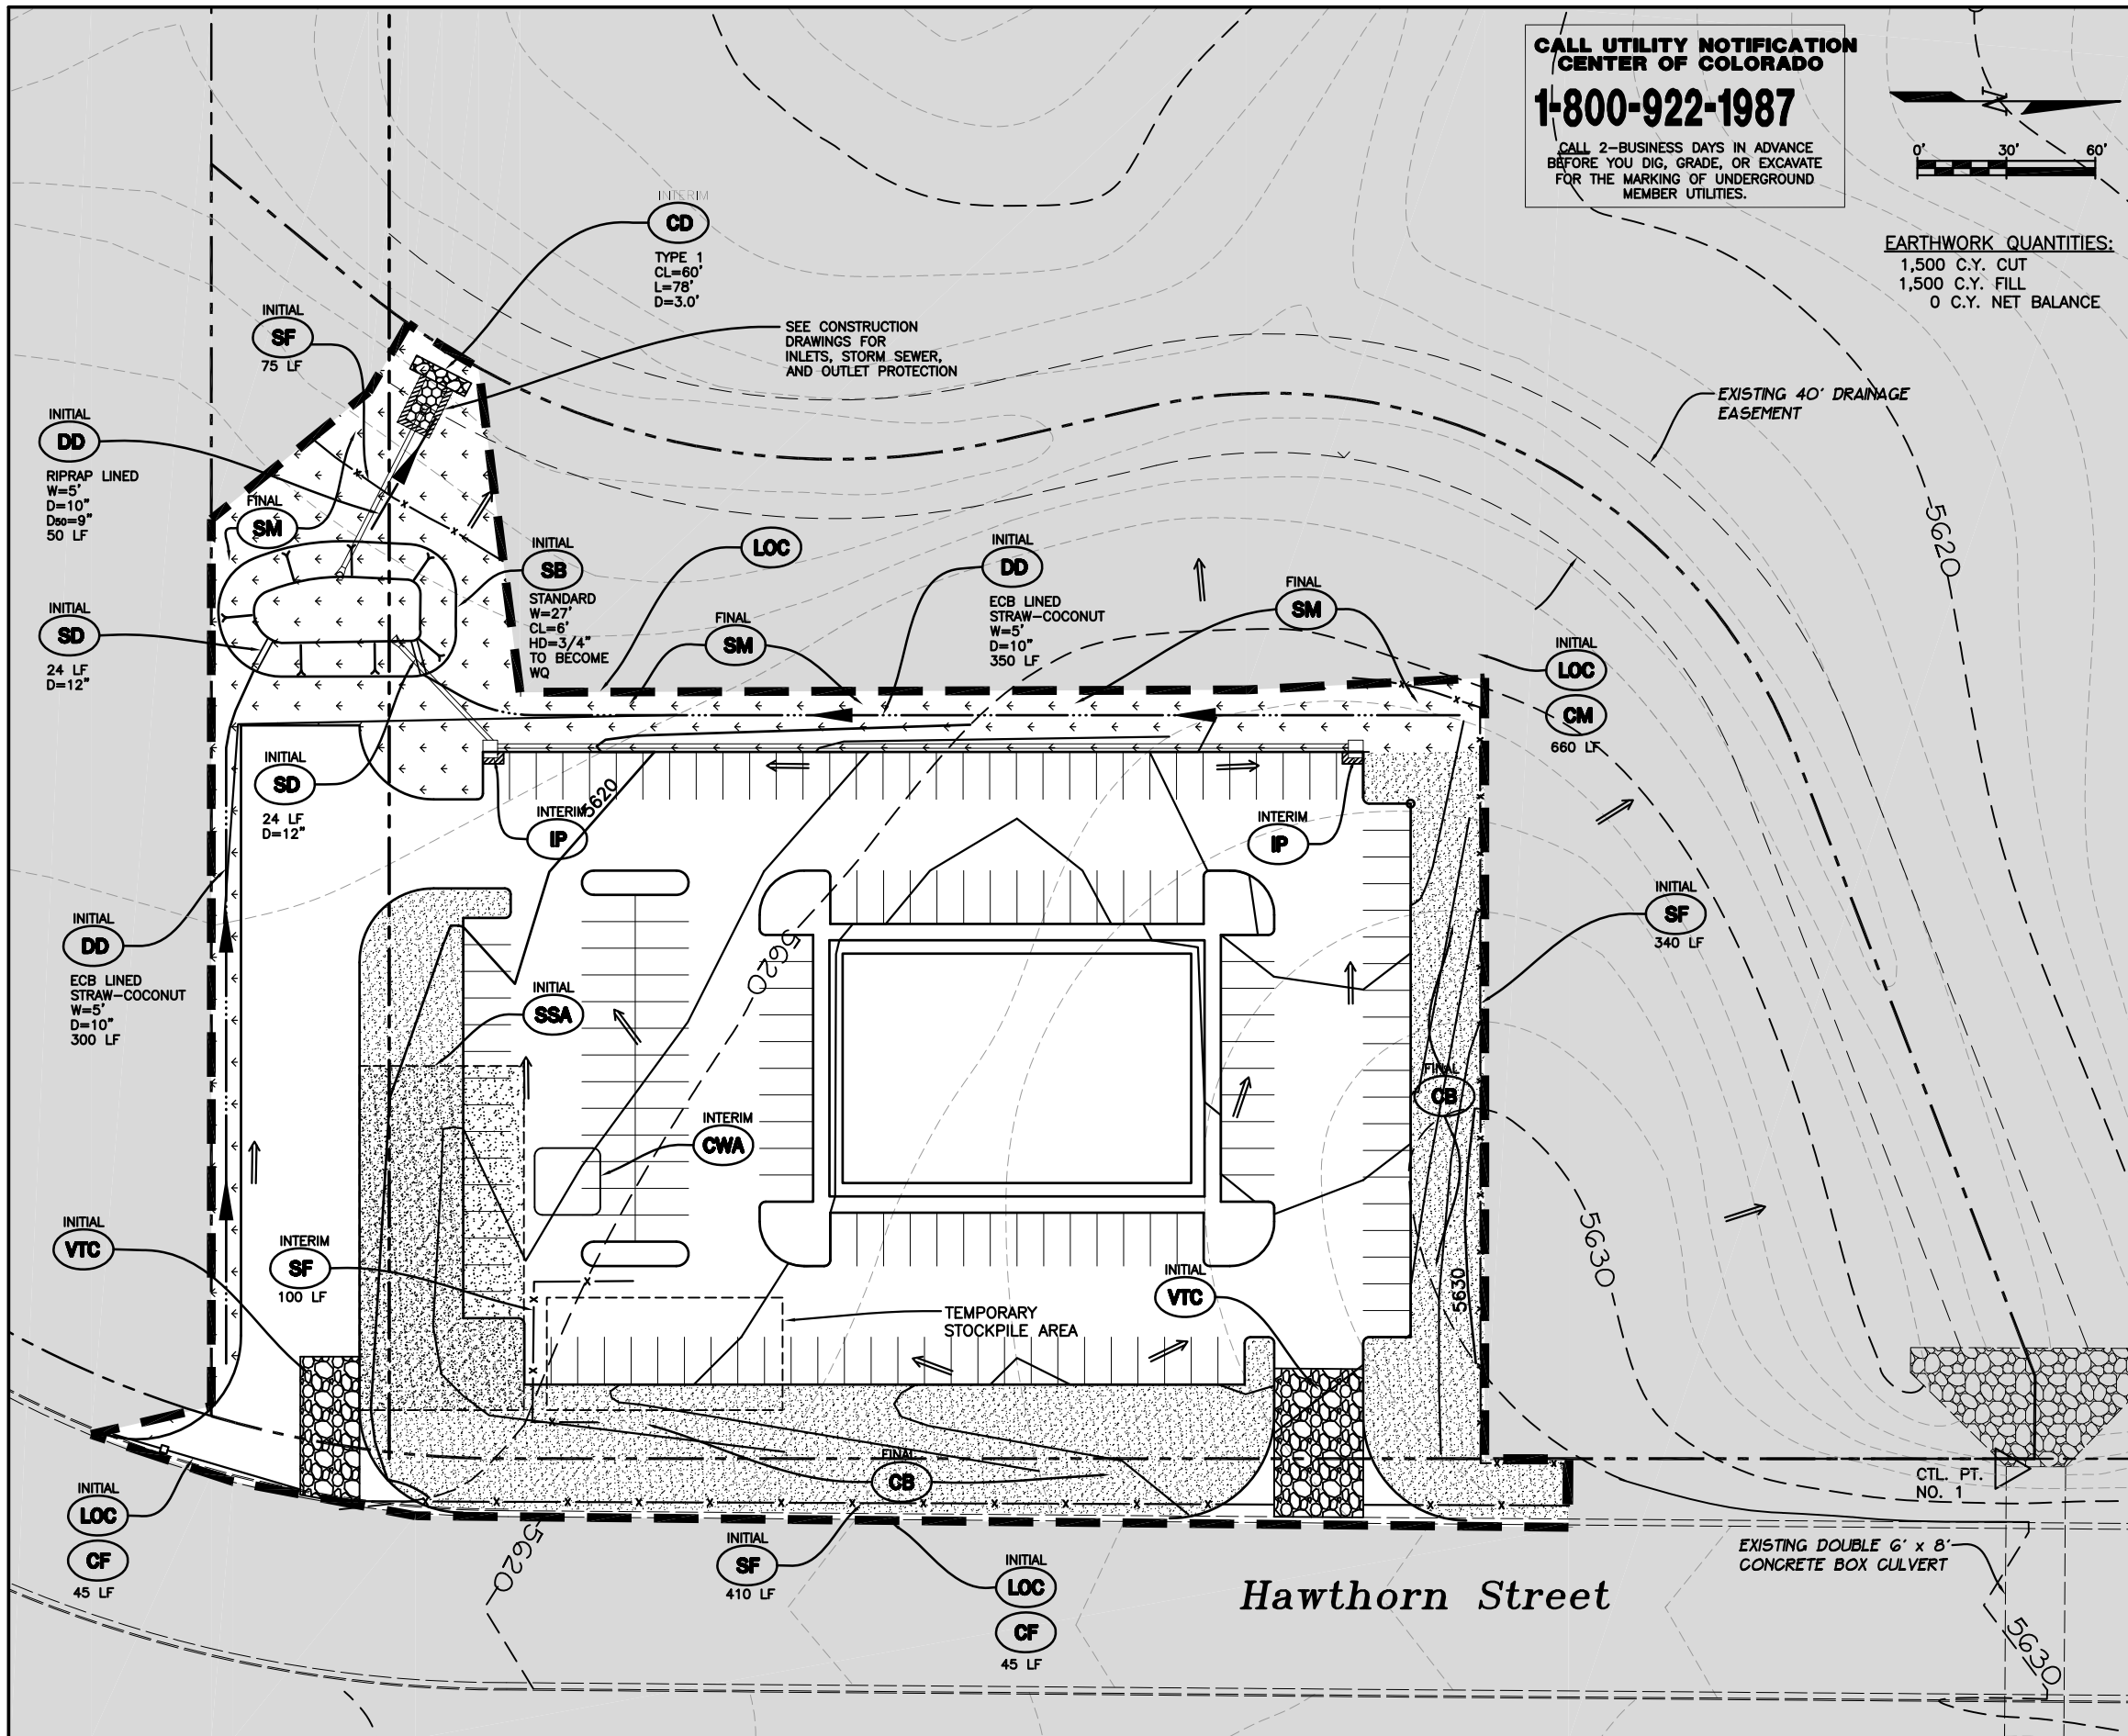 CALL UTILITY NOTIFICATION
CENTER OF COLORADO
1-800-922-1987
CALL 2-BUSINESS DAYS IN ADVANCE
BEFORE YOU DIG, GRADE, OR EXCAVATE
FOR THE MARKING OF UNDERGROUND
MEMBER UTILITIES.
N
0' 30' 60'
EARTHWORK QUANTITIES:
1,500 C.Y. CUT
1,500 C.Y. FILL
0 C.Y. NET BALANCE
INTERIM
CD
TYPE 1
CL=60'
L=78'
D=3.0'
SEE CONSTRUCTION
DRAWINGS FOR
INLETS, STORM SEWER,
AND OUTLET PROTECTION
INITIAL
SF
75 LF
EXISTING 40' DRAINAGE
EASEMENT
INITIAL
DD
RIPRAP LINED
W=5'
D=10"
D50=9"
50 LF
FINAL
SM
5620
INITIAL
SB
STANDARD
W=27'
CL=6'
HD=3/4"
TO BECOME
WQ
LOC
INITIAL
DD
ECB LINED
STRAW-COCONUT
W=5'
D=10"
350 LF
FINAL
SM
FINAL
SM
INITIAL
SD
24 LF
D=12"
INITIAL
LOC
CM
660 LF
INITIAL
SD
24 LF
D=12"
5620
INTERIM
IP
INTERIM
IP
INITIAL
SF
340 LF
INITIAL
DD
ECB LINED
STRAW-COCONUT
W=5'
D=10"
300 LF
5620
INITIAL
SSA
FINAL
CB
INTERIM
CWA
INITIAL
VTC
INTERIM
SF
100 LF
INITIAL
VTC
5630
5630
TEMPORARY
STOCKPILE AREA
FINAL
CB
CTL. PT.
NO. 1
INITIAL
LOC
CF
45 LF
5620
INITIAL
SF
410 LF
INITIAL
LOC
CF
45 LF
EXISTING DOUBLE 6' x 8'
CONCRETE BOX CULVERT
Hawthorn Street
5630